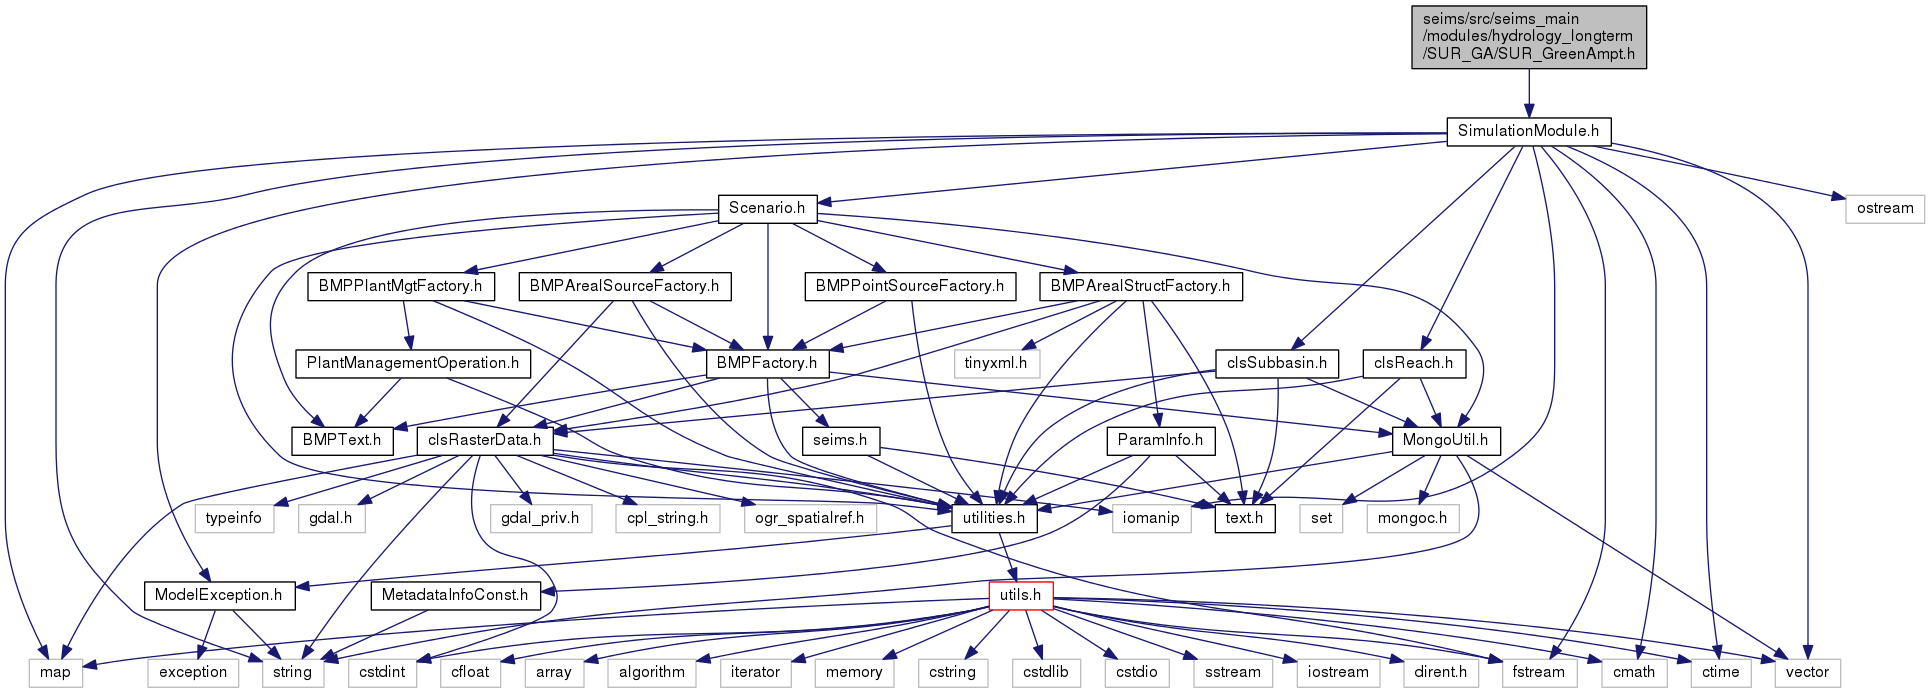 seims/src/seims_main
/modules/hydrology_longterm
/SUR_GA/SUR_GreenAmpt.h
SimulationModule.h
Scenario.h
ostream
BMPPlantMgtFactory.h
BMPArealSourceFactory.h
BMPPointSourceFactory.h
BMPArealStructFactory.h
PlantManagementOperation.h
BMPFactory.h
tinyxml.h
clsSubbasin.h
clsReach.h
BMPText.h
clsRasterData.h
seims.h
ParamInfo.h
MongoUtil.h
typeinfo
gdal.h
gdal_priv.h
cpl_string.h
ogr_spatialref.h
utilities.h
iomanip
text.h
set
mongoc.h
ModelException.h
MetadataInfoConst.h
utils.h
map
exception
string
cstdint
cfloat
array
algorithm
iterator
memory
cstring
cstdlib
cstdio
sstream
iostream
dirent.h
fstream
cmath
ctime
vector